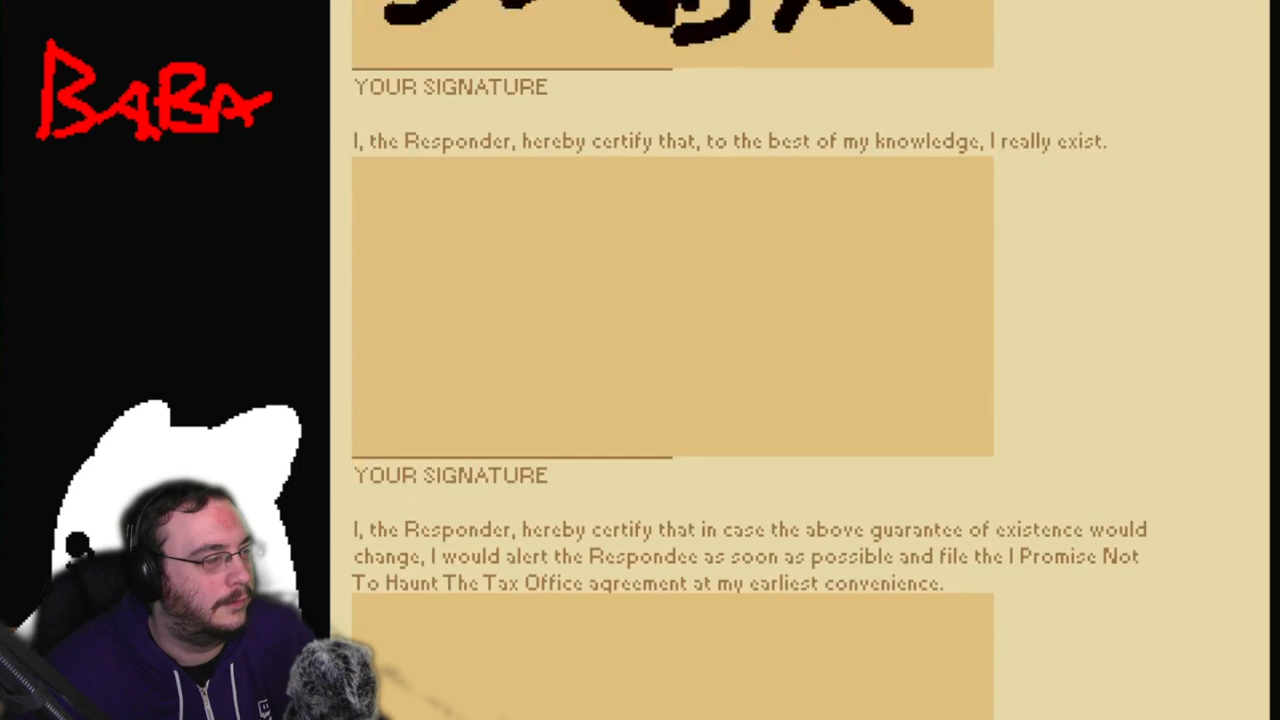 BABA
YOUR SIGNATURE
I, the Responder, hereby certify that, to the best of my knowledge, I really exist.
YOUR SIGNATURE
I, the Responder, hereby certify that in case the above guarantee of existence would
change, I would alert the Respondee as soon as possible and file the I Promise Not
To Haunt The Tax Office agreement at my earliest convenience.